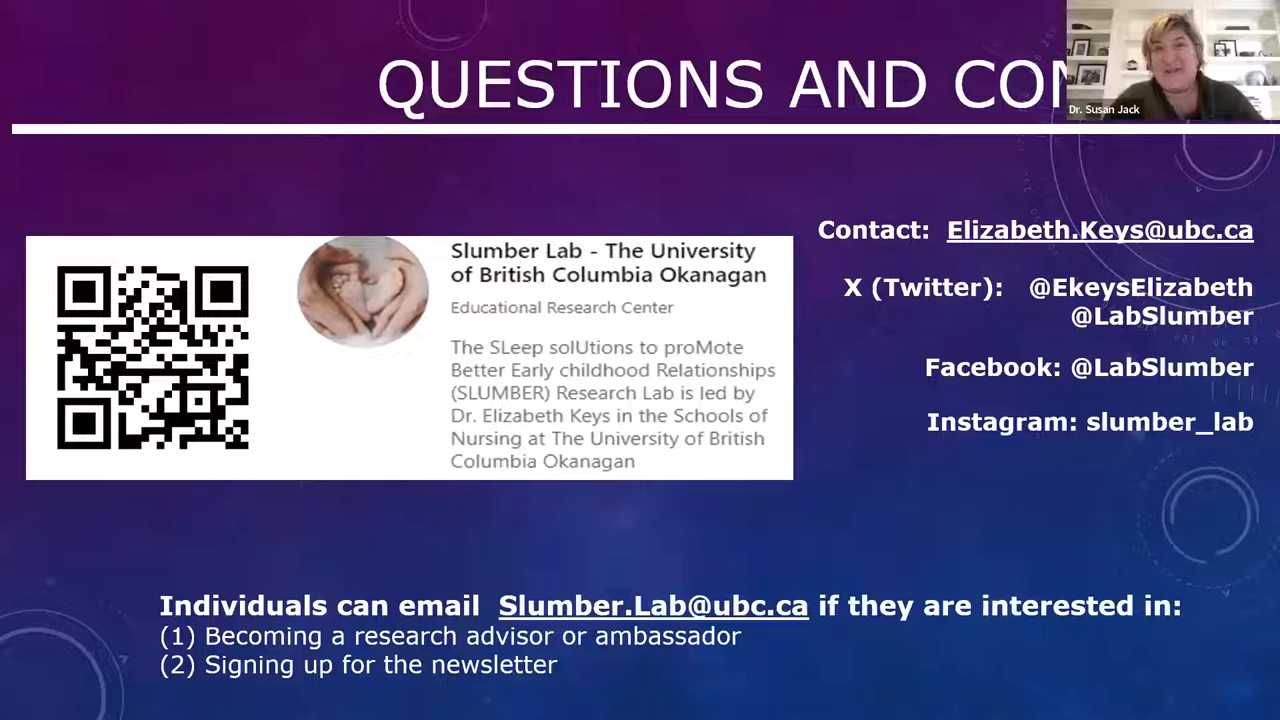 QUESTIONS AND CO
Dr. Susan Jack
Slumber Lab - The University
of British Columbia Okanagan
Educational Research Center
The SLeep solUtions to proMote
Better Early childhood Relationships
(SLUMBER) Research Lab is led by
Dr. Elizabeth Keys in the Schools of
Nursing at The University of British
Columbia Okanagan
Contact: Elizabeth.Keys@ubc.ca
X (Twitter): @EkeysElizabeth
@LabSlumber
Facebook: @LabSlumber
Instagram: slumber_lab
Individuals can email Slumber.Lab@ubc.ca if they are interested in:
(1) Becoming a research advisor or ambassador
(2) Signing up for the newsletter